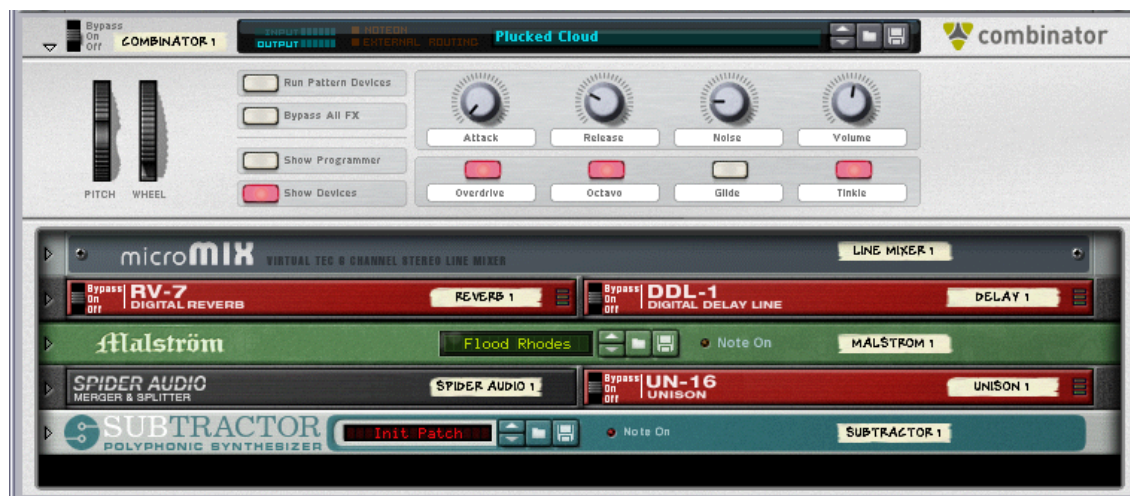 Bypass
On
Off
COMBINATOR 1
INPUT
OUTPUT
NOTEON
EXTERNAL ROUTING
Plucked Cloud
combinator
Run Pattern Devices
Bypass All FX
Show Programmer
Show Devices
PITCH WHEEL
Attack Release Noise Volume
Overdrive Octavo Glide Tinkle
microMIX VIRTUAL TEC 6 CHANNEL STEREO LINE MIXER LINE MIXER 1
Bypass
On
Off
RV-7
DIGITAL REVERB
REVERB 1
Bypass
On
Off
DDL-1
DIGITAL DELAY LINE
DELAY 1
Malström Flood Rhodes Note On MALSTROM 1
SPIDER AUDIO
MERGER & SPLITTER
SPIDER AUDIO 1
Bypass
On
Off
UN-16
UNISON
UNISON 1
SUBTRACTOR
POLYPHONIC SYNTHESIZER
Init Patch Note On SUBTRACTOR 1